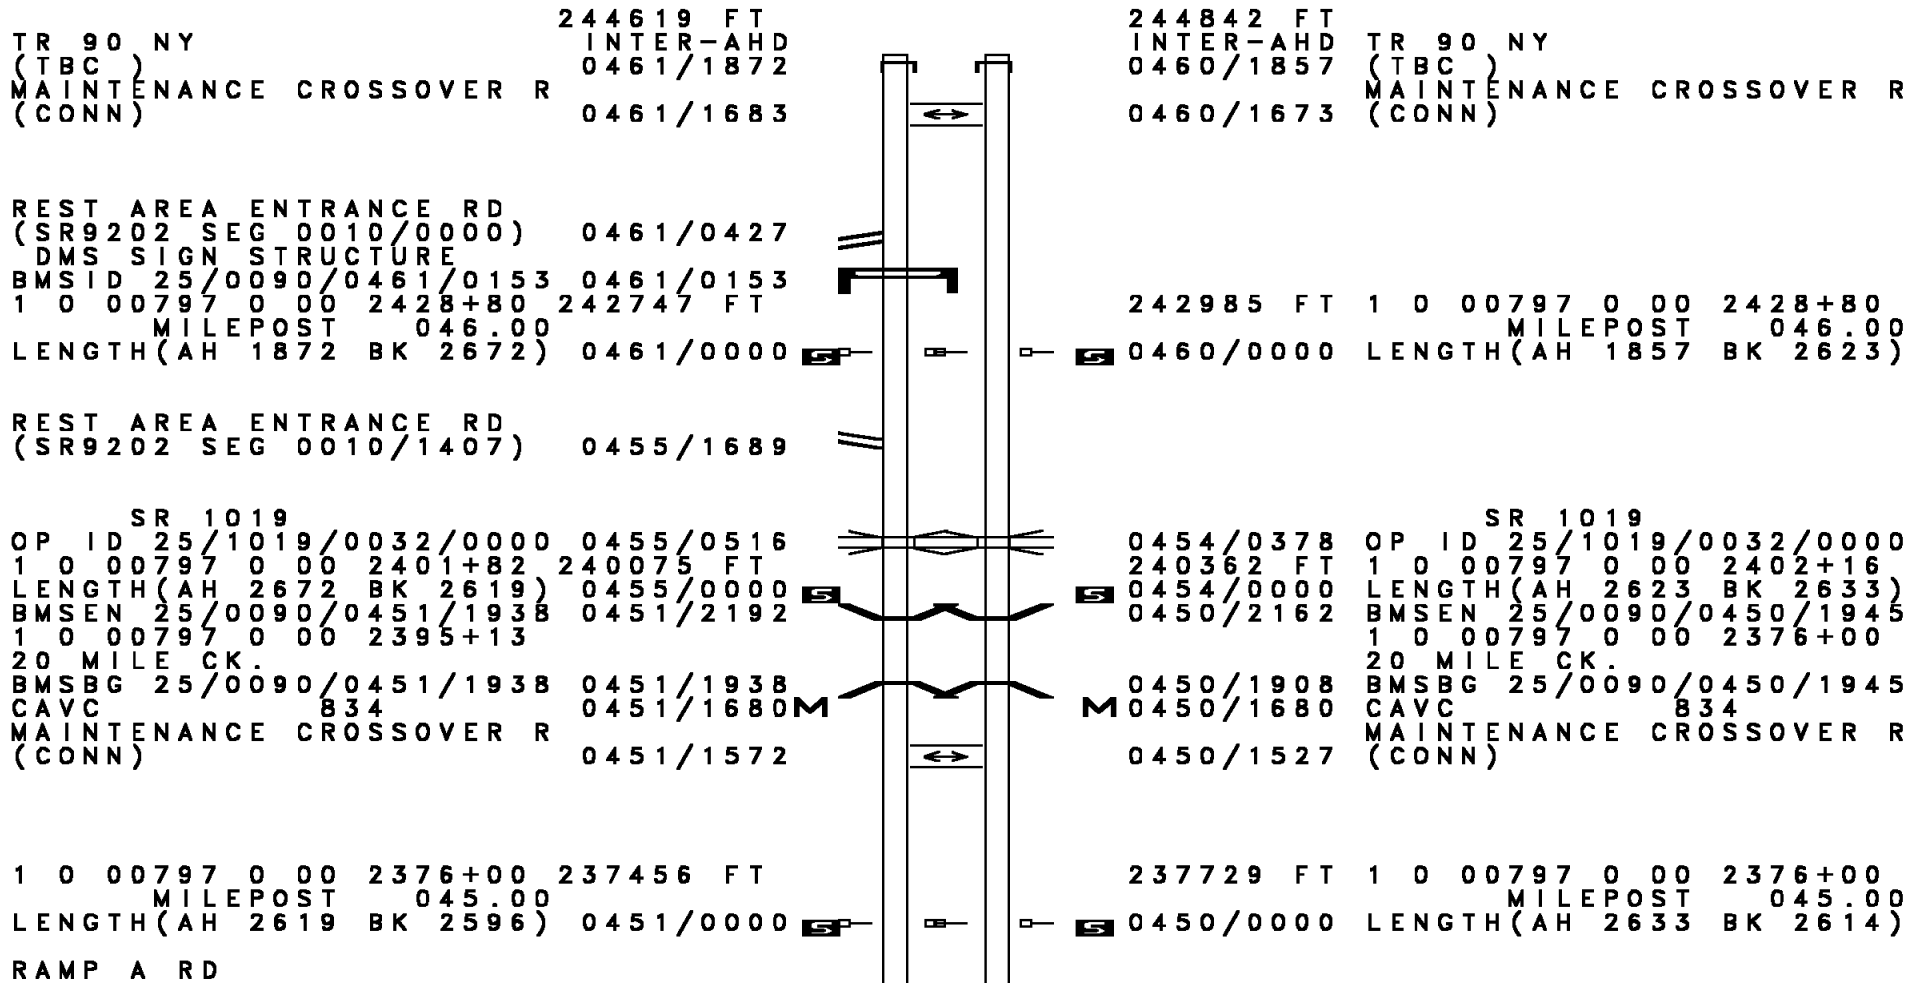 244619 FT 244842 FT
TR 90 NY INTER-AHD INTER-AHD TR 90 NY
(TBC ) 0461/1872 0460/1857 (TBC )
MAINTENANCE CROSSOVER R MAINTENANCE CROSSOVER R
(CONN) 0461/1683 0460/1673 (CONN)
REST AREA ENTRANCE RD
(SR9202 SEG 0010/0000) 0461/0427
DMS SIGN STRUCTURE
BMSID 25/0090/0461/0153 0461/0153
1 0 00797 0 00 2428+80 242747 FT 242985 FT 1 0 00797 0 00 2428+80
MILEPOST 046.00 MILEPOST 046.00
LENGTH(AH 1872 BK 2672) 0461/0000 S S 0460/0000 LENGTH(AH 1857 BK 2623)
REST AREA ENTRANCE RD
(SR9202 SEG 0010/1407) 0455/1689
SR 1019 SR 1019
OP ID 25/1019/0032/0000 0455/0516 0454/0378 OP ID 25/1019/0032/0000
1 0 00797 0 00 2401+82 240075 FT 240362 FT 1 0 00797 0 00 2402+16
LENGTH(AH 2672 BK 2619) 0455/0000 S S 0454/0000 LENGTH(AH 2623 BK 2633)
BMSEN 25/0090/0451/1938 0451/2192 0450/2162 BMSEN 25/0090/0450/1945
1 0 00797 0 00 2395+13 1 0 00797 0 00 2376+00
20 MILE CK. 20 MILE CK.
BMSBG 25/0090/0451/1938 0451/1938 0450/1908 BMSBG 25/0090/0450/1945
CAVC 834 0451/1680 M M 0450/1680 CAVC 834
MAINTENANCE CROSSOVER R MAINTENANCE CROSSOVER R
(CONN) 0451/1572 0450/1527 (CONN)
1 0 00797 0 00 2376+00 237456 FT 237729 FT 1 0 00797 0 00 2376+00
MILEPOST 045.00 MILEPOST 045.00
LENGTH(AH 2619 BK 2596) 0451/0000 S S 0450/0000 LENGTH(AH 2633 BK 2614)
RAMP A RD